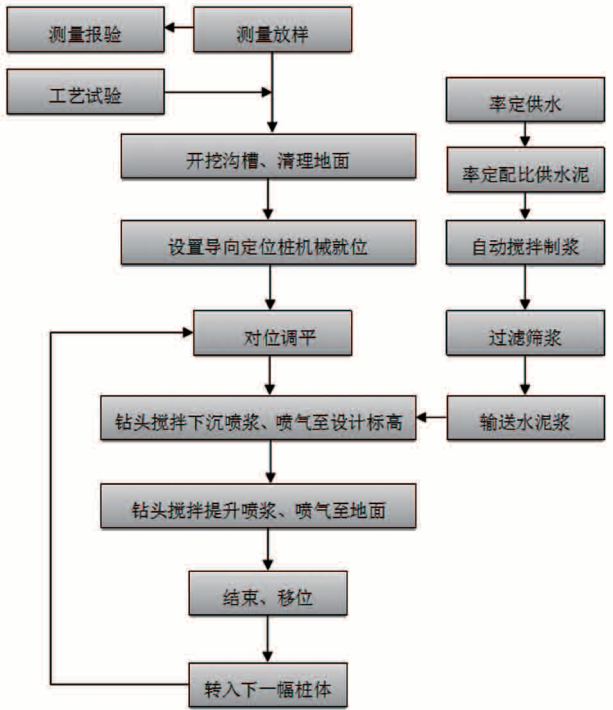 测量报验
测量放样
工艺试验
率定供水
开挖沟槽、清理地面
率定配比供水泥
设置导向定位桩机械就位
自动搅拌制浆
对位调平
过滤筛浆
钻头搅拌下沉喷浆、喷气至设计标高
输送水泥浆
钻头搅拌提升喷浆、喷气至地面
结束、移位
转入下一幅桩体